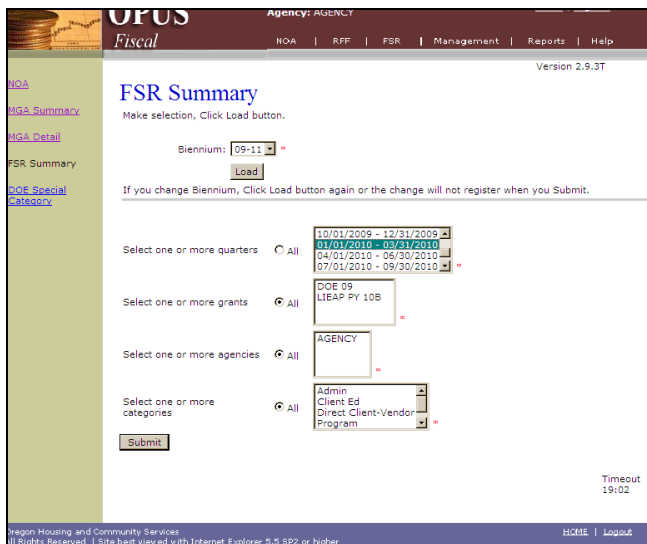 OPUS
Agency: AGENCY
Fiscal
NOA | RFF | FSR | Management | Reports | Help
Version 2.9.3T
NOA
MGA Summary
MGA Detail
FSR Summary
DOE Special
Category
FSR Summary
Make selection, Click Load button.
Biennium: 09-11 *
Load
If you change Biennium, Click Load button again or the change will not register when you Submit.
Select one or more quarters All
10/01/2009 - 12/31/2009
01/01/2010 - 03/31/2010
04/01/2010 - 06/30/2010
07/01/2010 - 09/30/2010 *
Select one or more grants All
DOE 09
LIEAP PY 10B
*
Select one or more agencies All
AGENCY
*
Select one or more
categories
All
Admin
Client Ed
Direct Client-Vendor
Program *
Submit
Timeout
19:02
Oregon Housing and Community Services
All Rights Reserved | Site best viewed with Internet Explorer 5.5 SP2 or higher
HOME | Logout